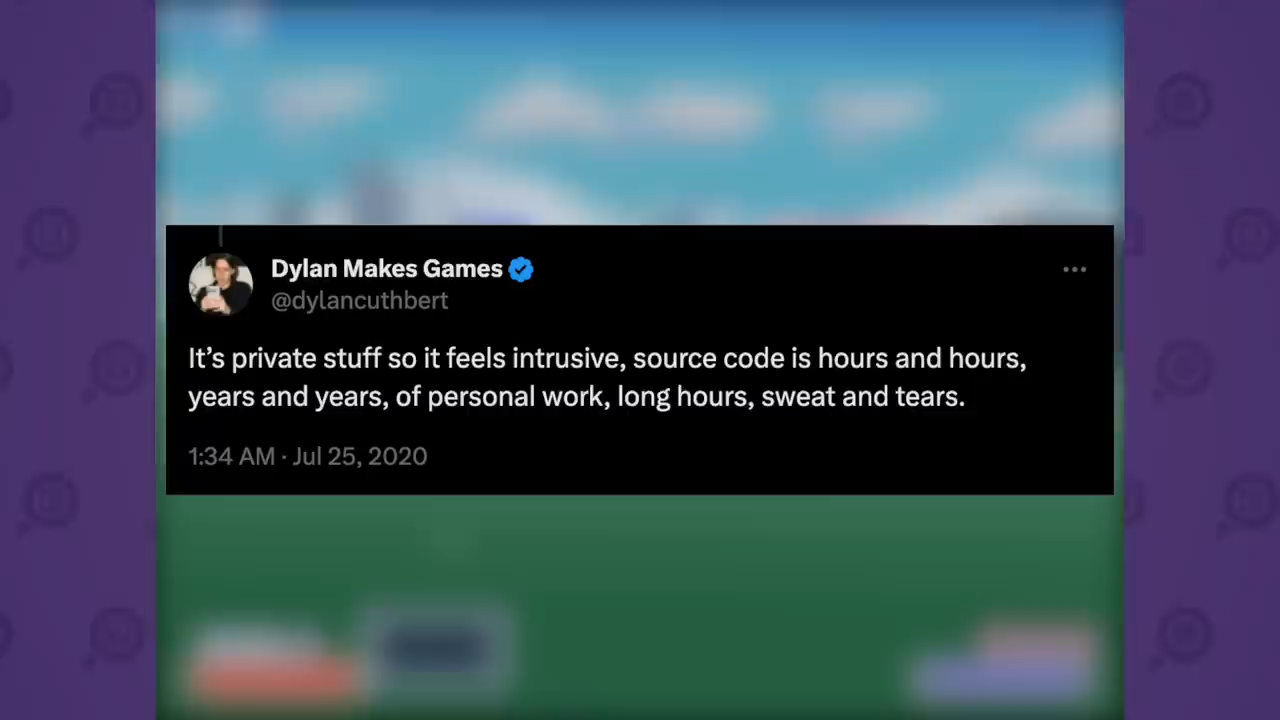 Dylan Makes Games
@dylancuthbert
It’s private stuff so it feels intrusive, source code is hours and hours,
years and years, of personal work, long hours, sweat and tears.
1:34 AM · Jul 25, 2020